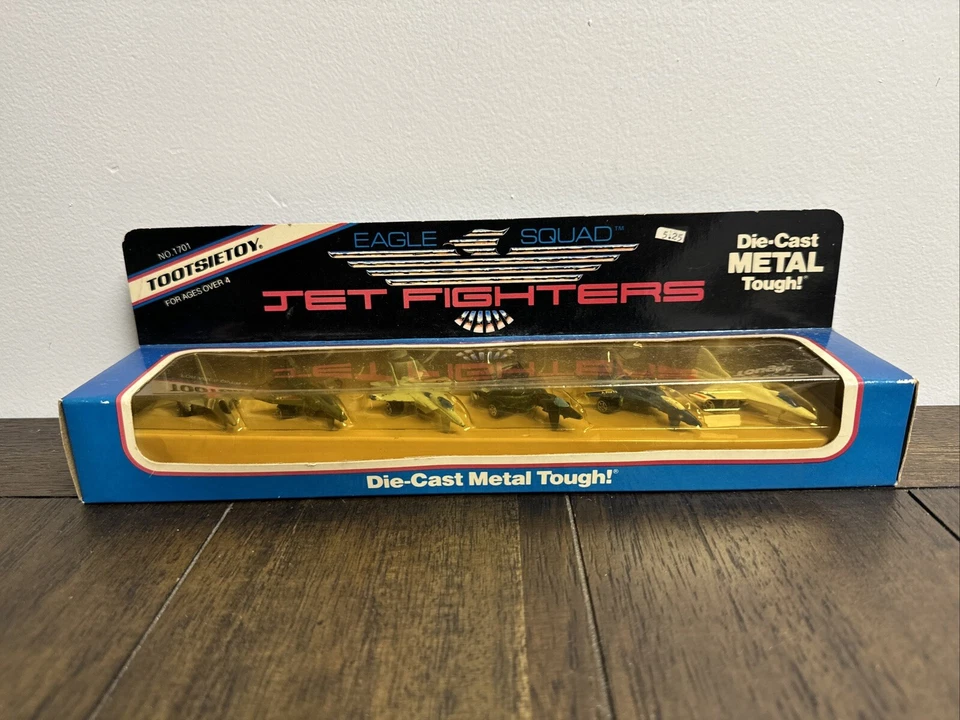 NO. 1701
TOOTSIETOY®
FOR AGES OVER 4
EAGLE SQUAD™
JET FIGHTERS
5.25
Die-Cast
METAL
Tough!®
Die-Cast Metal Tough!®